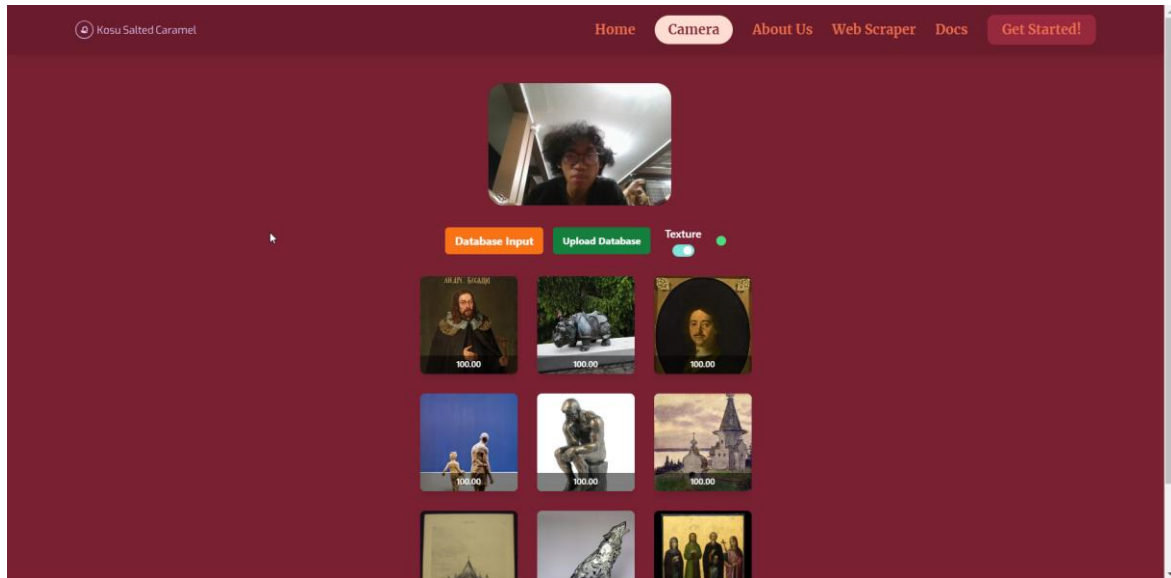 Kosu Salted Caramel
Home
Camera
About Us
Web Scraper
Docs
Get Started!
Database Input
Upload Database
Texture
100.00
100.00
100.00
100.00
100.00
100.00